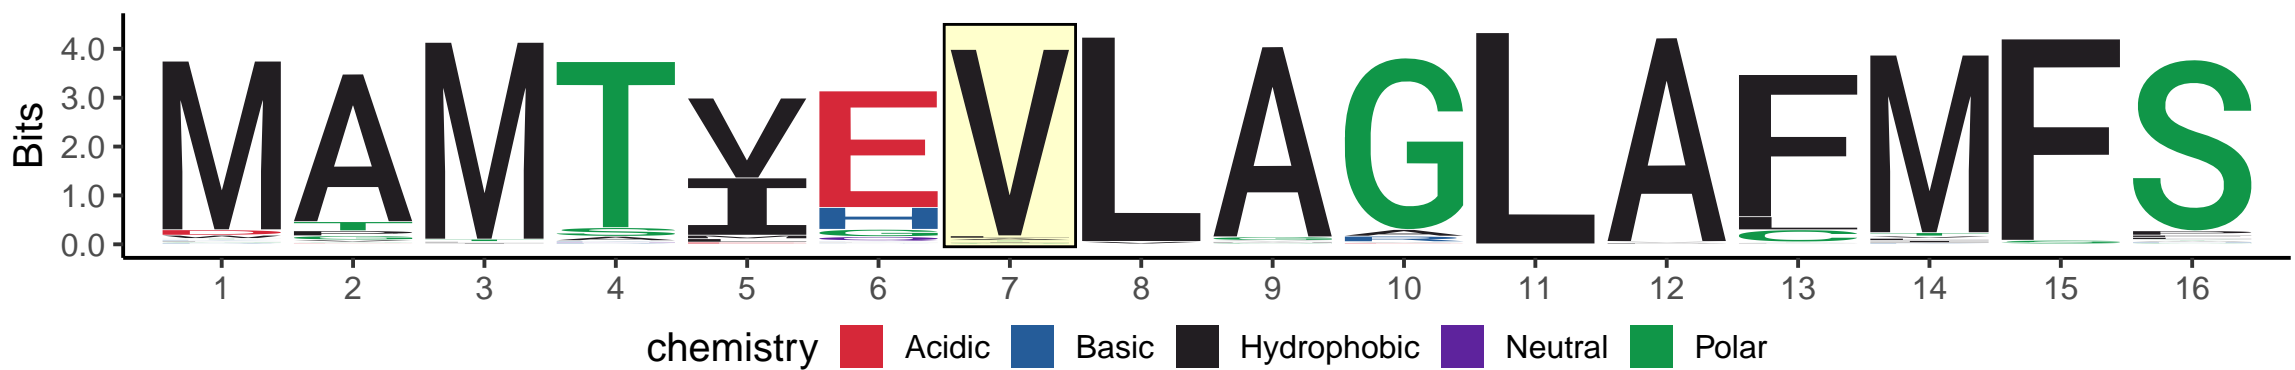 Bits
4.0
3.0
2.0
1.0
0.0
M A M T V E V L A G L A F M F S
I H
1 2 3 4 5 6 7 8 9 10 11 12 13 14 15 16
chemistry Acidic Basic Hydrophobic Neutral Polar